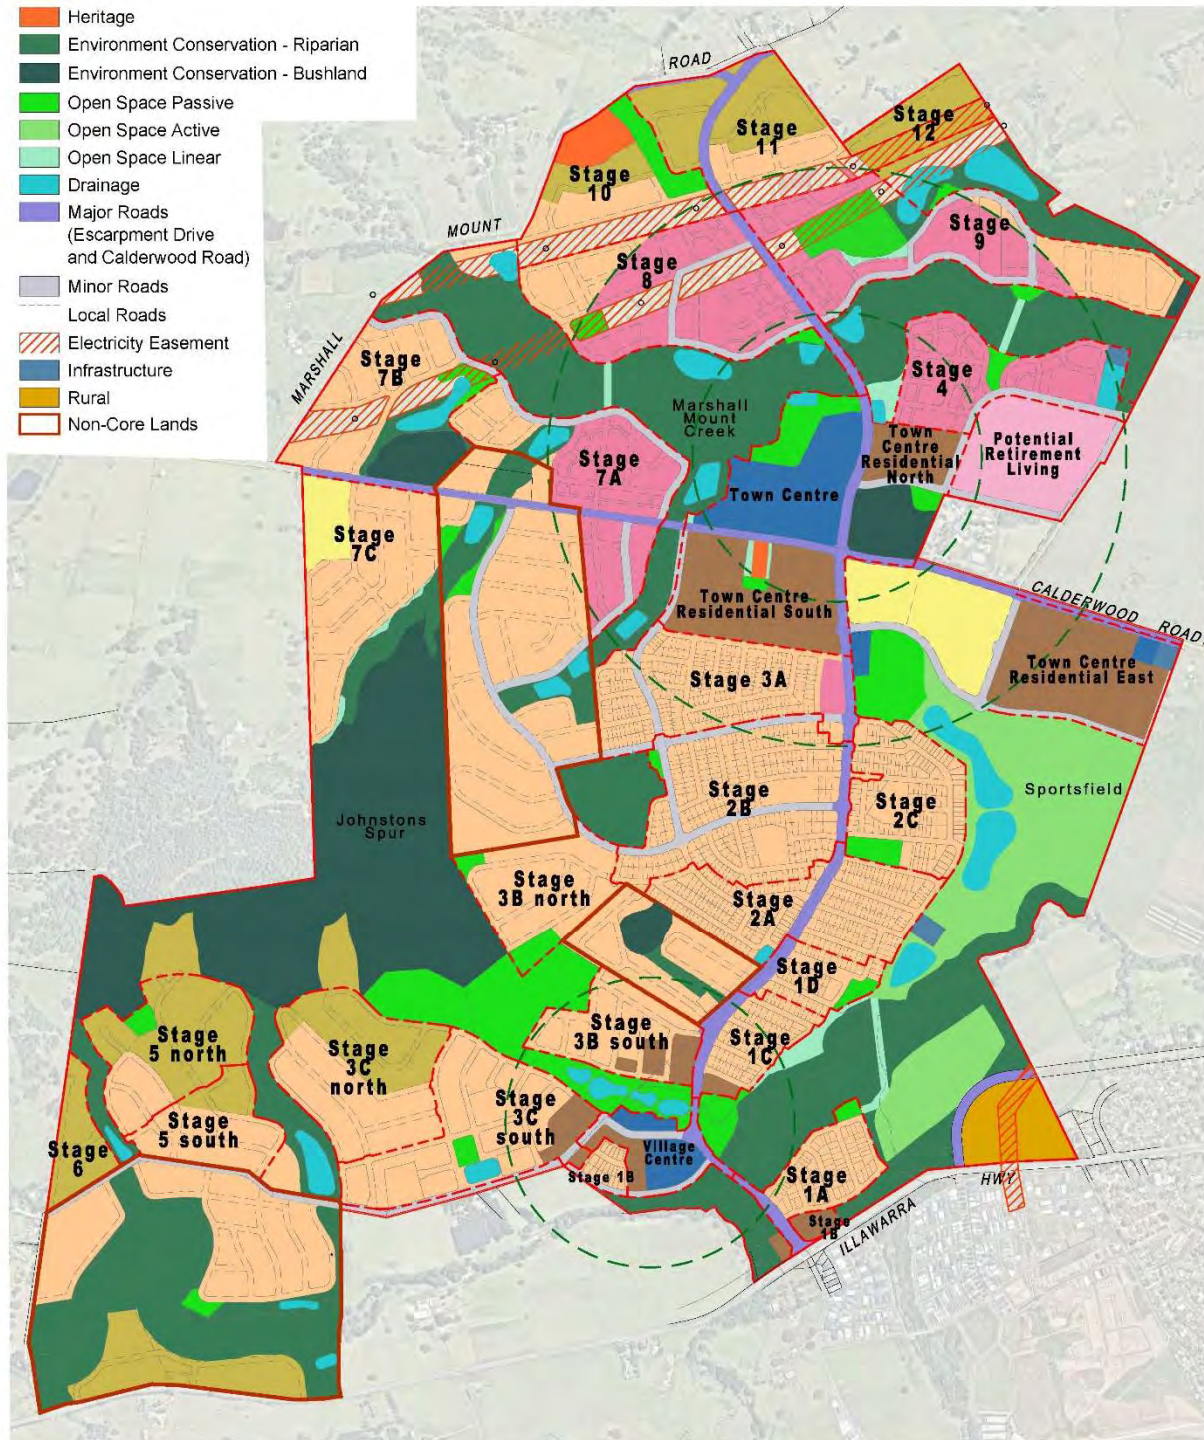 Heritage
Environment Conservation - Riparian
Environment Conservation - Bushland
Open Space Passive
Open Space Active
Open Space Linear
Drainage
Major Roads
(Escarpment Drive
and Calderwood Road)
Minor Roads
Local Roads
Electricity Easement
Infrastructure
Rural
Non-Core Lands
ROAD
MOUNT
MARSHALL
Stage
12
Stage
11
Stage
10
Stage
9
Stage
8
Stage
7B
Stage
4
Marshall
Mount
Creek
Town
Centre
Residential
North
Potential
Retirement
Living
Stage
7A
Town Centre
Stage
7C
CALDERWOOD
ROAD
Town Centre
Residential South
Town Centre
Residential East
Stage 3A
Stage
2B
Stage
2C
Sportsfield
Johnstons
Spur
Stage
3B north
Stage
2A
Stage
1D
Stage
3B south
Stage
1C
Stage
5 north
Stage
3C
north
Stage
3C
south
Stage
5 south
Stage
6
Village
Centre
Stage 1B
Stage
1A
Stage
1B
ILLAWARRA
HWY